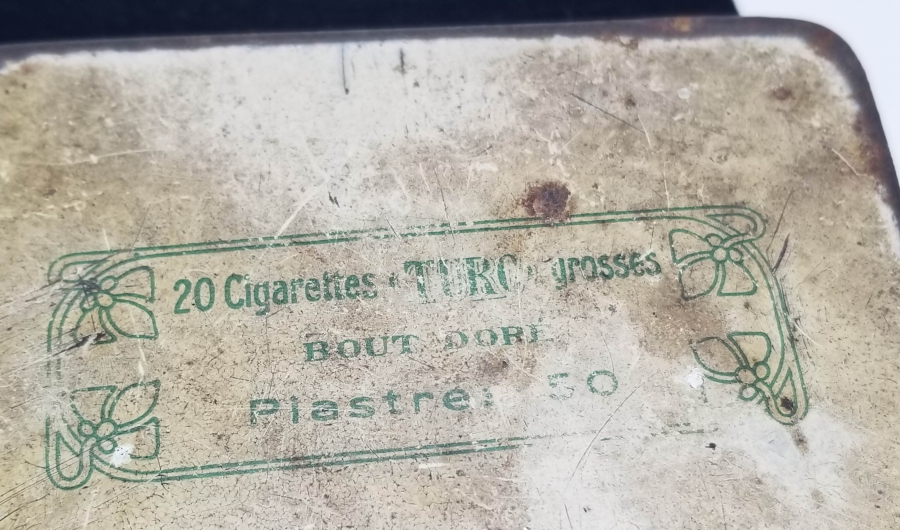 20 Cigarettes «TURC» grosses
BOUT DORÉ
Piastres 50